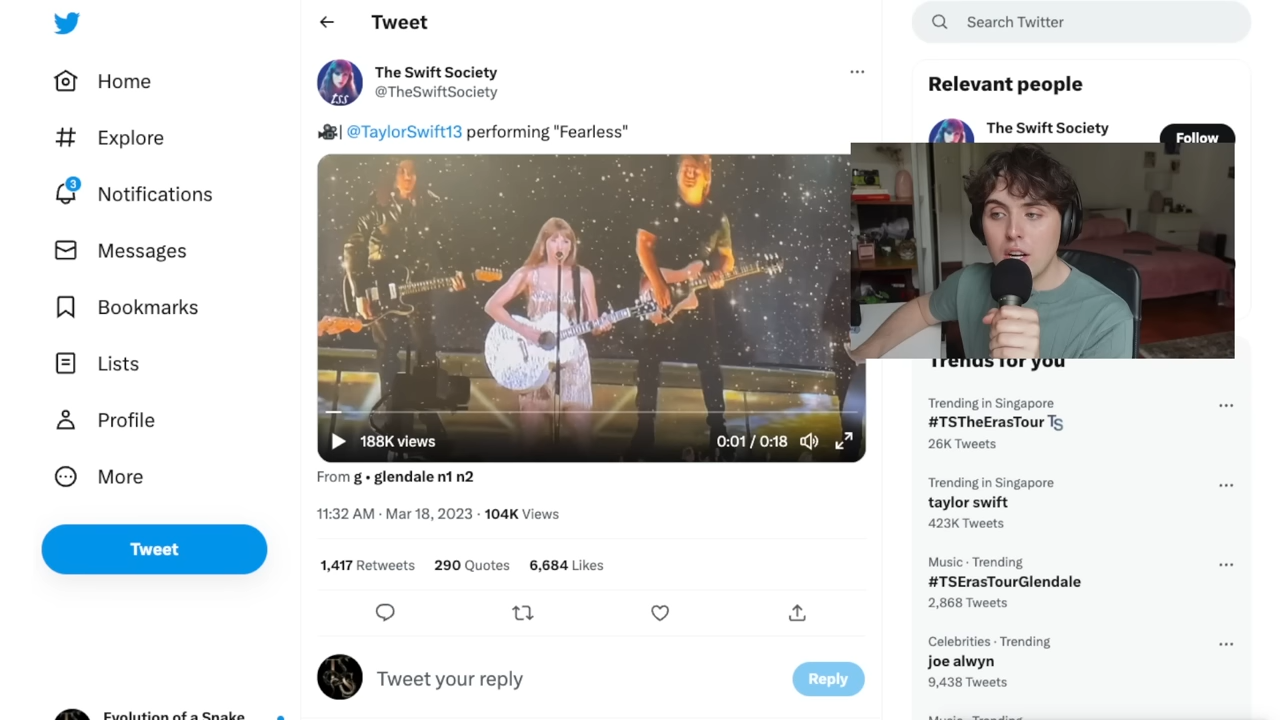 Home
Explore
3
Notifications
Messages
Bookmarks
Lists
Profile
More
Tweet
Evolution of a Snake
Tweet
The Swift Society
@TheSwiftSociety
| @TaylorSwift13 performing "Fearless"
188K views
0:01 / 0:18
From g • glendale n1 n2
11:32 AM · Mar 18, 2023 · 104K Views
1,417 Retweets 290 Quotes 6,684 Likes
Tweet your reply
Reply
Search Twitter
Relevant people
The Swift Society
Follow
Trends for you
Trending in Singapore
#TSTheErasTour TS
26K Tweets
Trending in Singapore
taylor swift
423K Tweets
Music · Trending
#TSErasTourGlendale
2,868 Tweets
Celebrities · Trending
joe alwyn
9,438 Tweets
Music · Trending